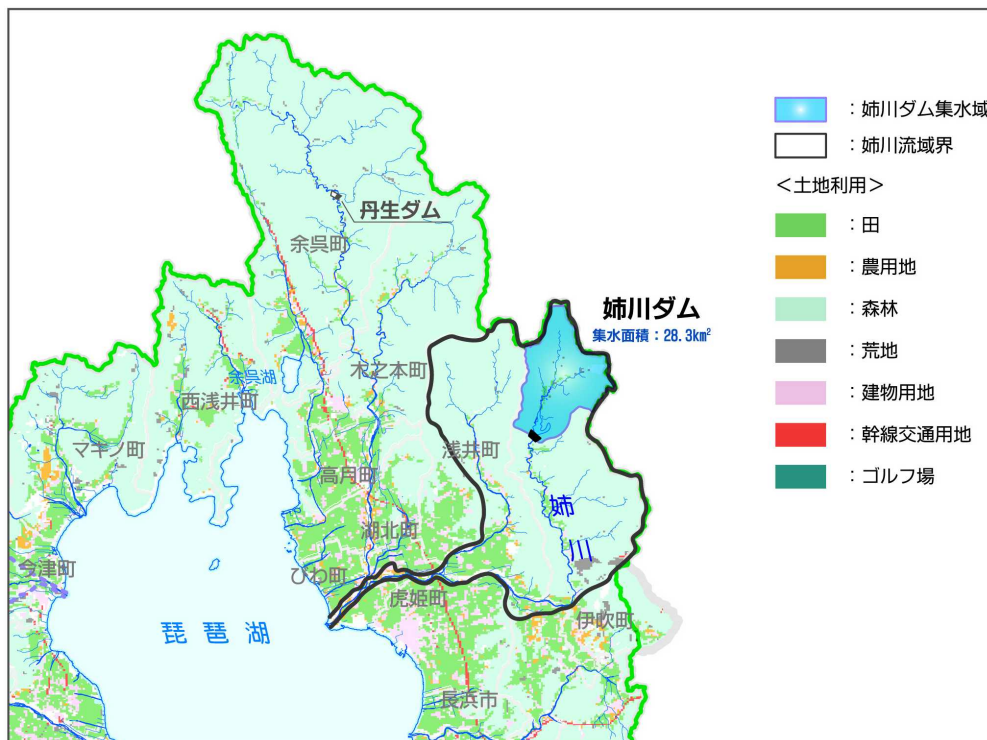 ：姉川ダム集水域
：姉川流域界
＜土地利用＞
：田
：農用地
：森林
：荒地
：建物用地
：幹線交通用地
：ゴルフ場
丹生ダム
余呉町
姉川ダム
集水面積：28.3km²
木之本町
余呉湖
西浅井町
マキノ町
浅井町
高月町
姉川
湖北町
今津町
びわ町
虎姫町
伊吹町
琵琶湖
長浜市